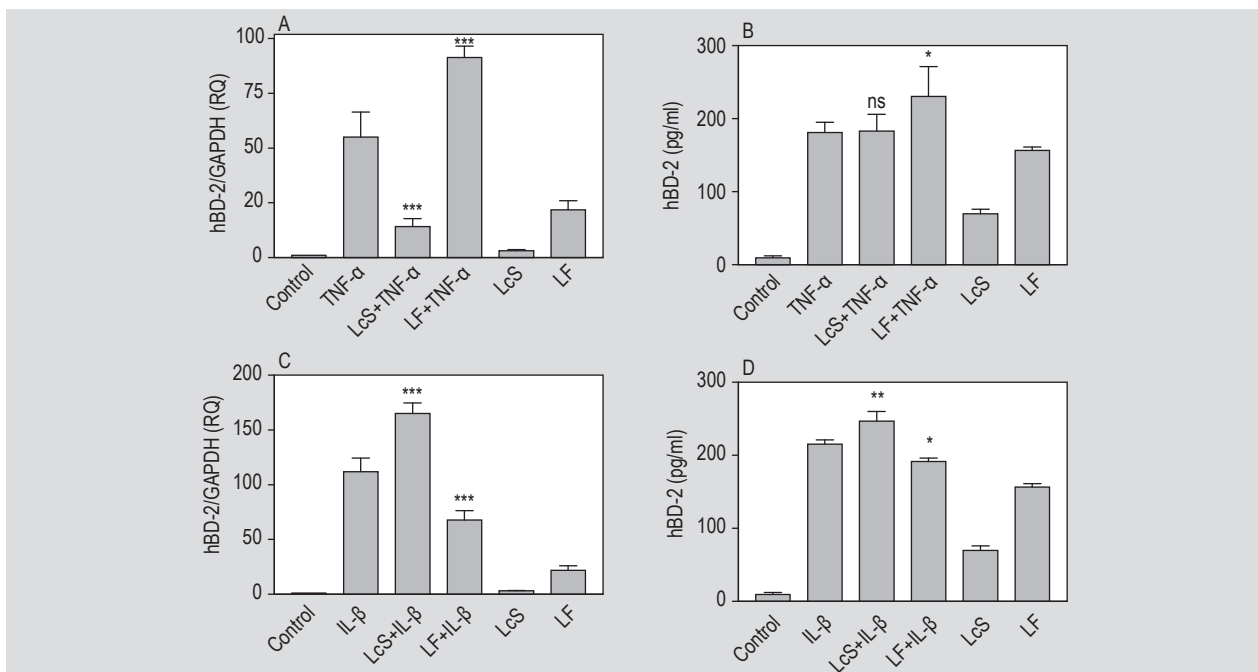 A
hBD-2/GAPDH (RQ)
100
75
50
20
0
***
***
Control
TNF-α
LcS+TNF-α
LF+TNF-α
LcS
LF
B
hBD-2 (pg/ml)
300
200
100
0
ns
*
Control
TNF-α
LcS+TNF-α
LF+TNF-α
LcS
LF
C
hBD-2/GAPDH (RQ)
200
150
100
50
0
***
***
Control
IL-β
LcS+IL-β
LF+IL-β
LcS
LF
D
hBD-2 (pg/ml)
300
200
100
0
**
*
Control
IL-β
LcS+IL-β
LF+IL-β
LcS
LF